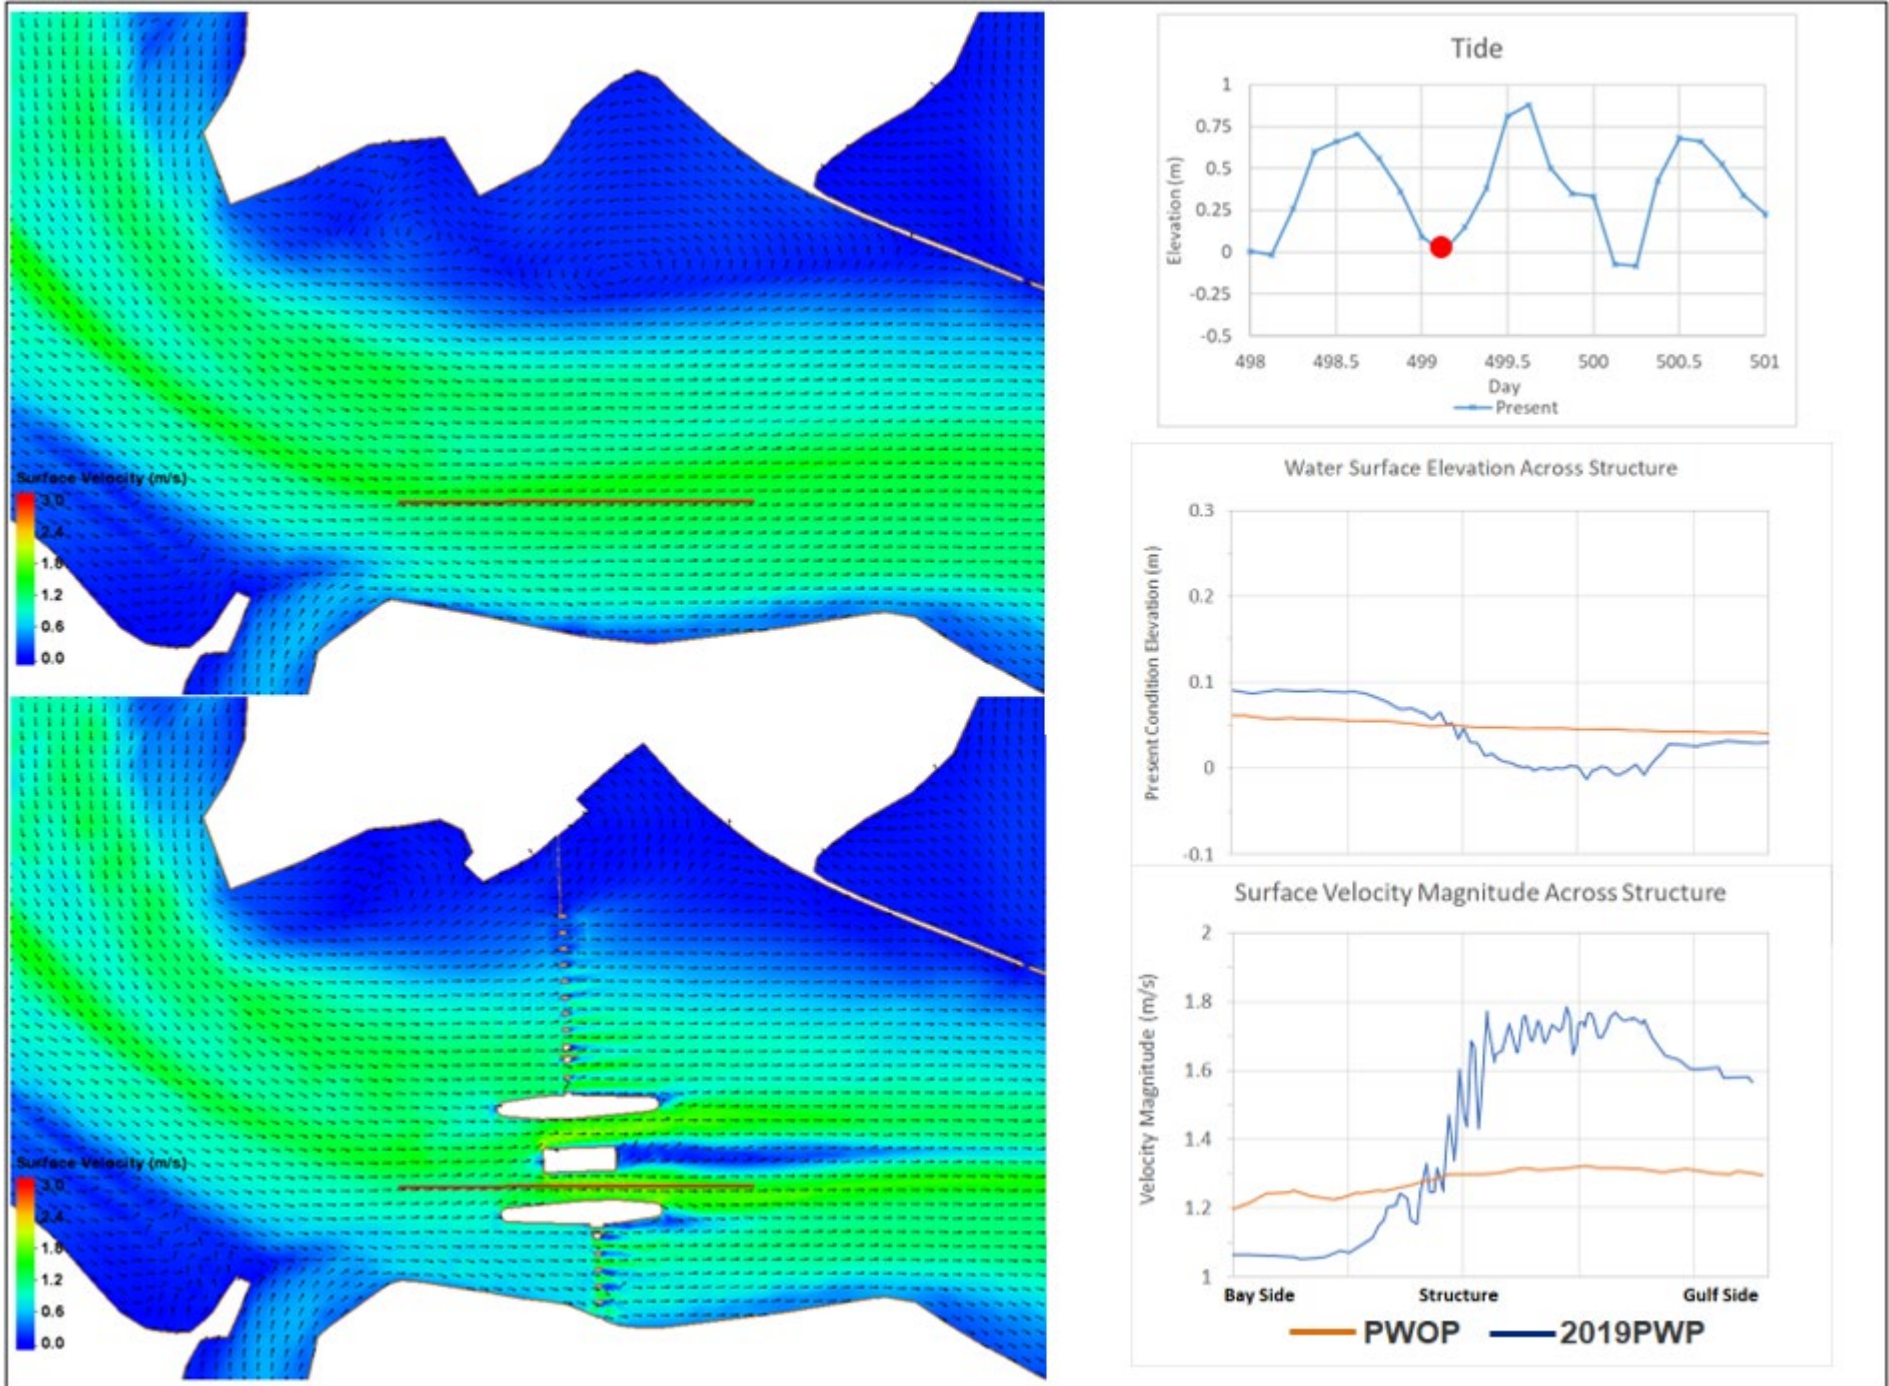 Surface Velocity (m/s)
3.0
2.4
1.8
1.2
0.6
0.0
Surface Velocity (m/s)
3.0
2.4
1.8
1.2
0.6
0.0
Tide
Elevation (m)
1
0.75
0.5
0.25
0
-0.25
-0.5
498 498.5 499 499.5 500 500.5 501
Day
Present
Water Surface Elevation Across Structure
Present Condition Elevation (m
0.3
0.2
0.1
0
-0.1
Surface Velocity Magnitude Across Structure
Velocity Magnitude (m/s)
2
1.8
1.6
1.4
1.2
1
Bay Side Structure Gulf Side
PWOP 2019PWP